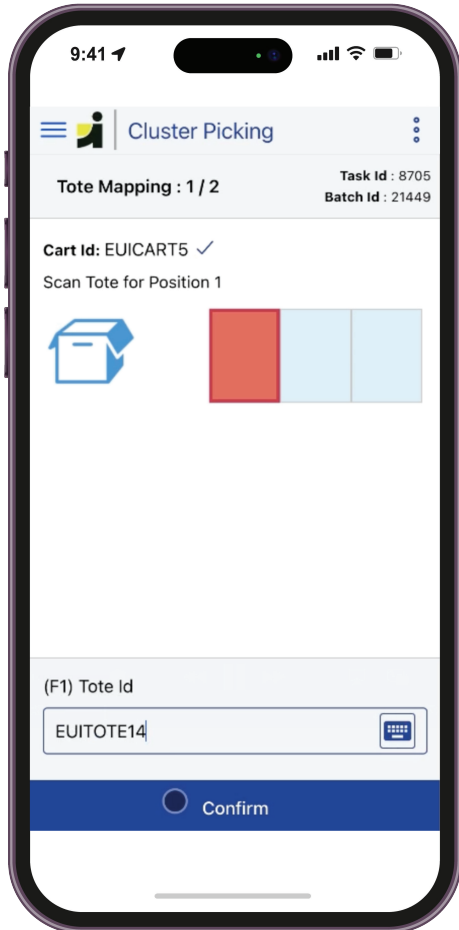 9:41
Cluster Picking
Tote Mapping : 1 / 2
Task Id : 8705
Batch Id : 21449
Cart Id: EUICART5
Scan Tote for Position 1
(F1) Tote Id
EUITOTE14
Confirm